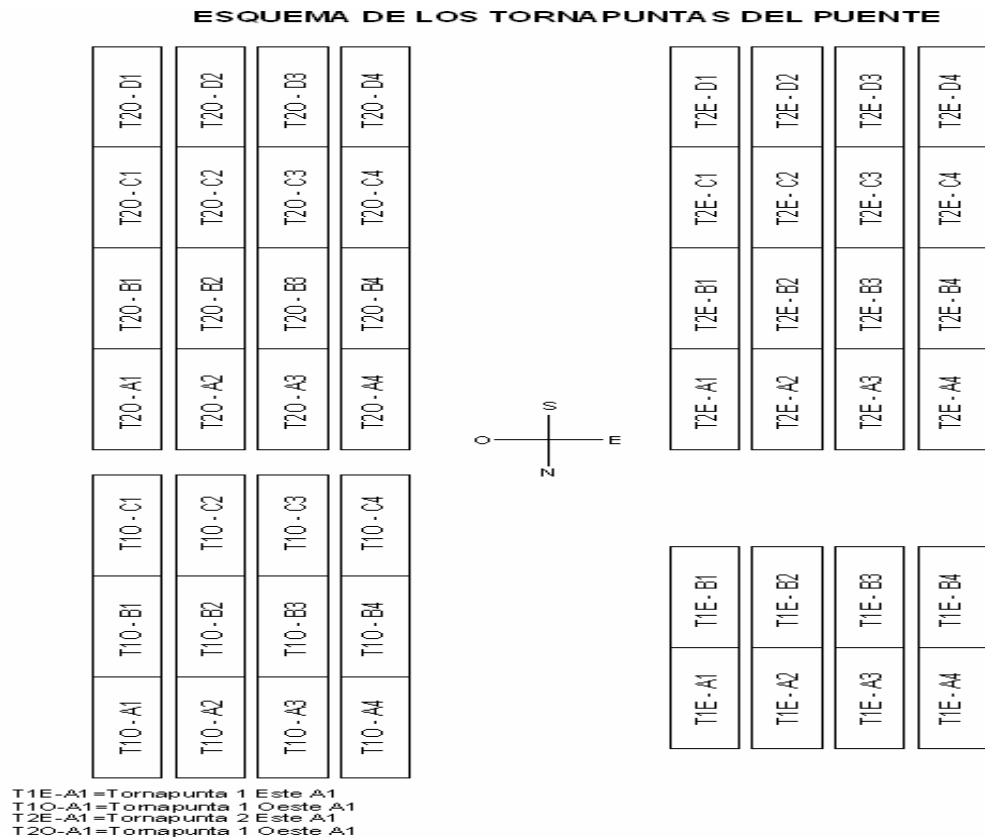 ESQUEMA DE LOS TORNAPUNTAS DEL PUENTE
T2O - D1 T2O - D2 T2O - D3 T2O - D4 T2E - D1 T2E - D2 T2E - D3 T2E - D4
T2O - C1 T2O - C2 T2O - C3 T2O - C4 T2E - C1 T2E - C2 T2E - C3 T2E - C4
T2O - B1 T2O - B2 T2O - B3 T2O - B4 T2E - B1 T2E - B2 T2E - B3 T2E - B4
T2O - A1 T2O - A2 T2O - A3 T2O - A4 T2E - A1 T2E - A2 T2E - A3 T2E - A4
S
O E
N
T1O - C1 T1O - C2 T1O - C3 T1O - C4
T1O - B1 T1O - B2 T1O - B3 T1O - B4 T1E - B1 T1E - B2 T1E - B3 T1E - B4
T1O - A1 T1O - A2 T1O - A3 T1O - A4 T1E - A1 T1E - A2 T1E - A3 T1E - A4
T1E-A1=Tornapunta 1 Este A1
T1O-A1=Tornapunta 1 Oeste A1
T2E-A1=Tornapunta 2 Este A1
T2O-A1=Tornapunta 1 Oeste A1